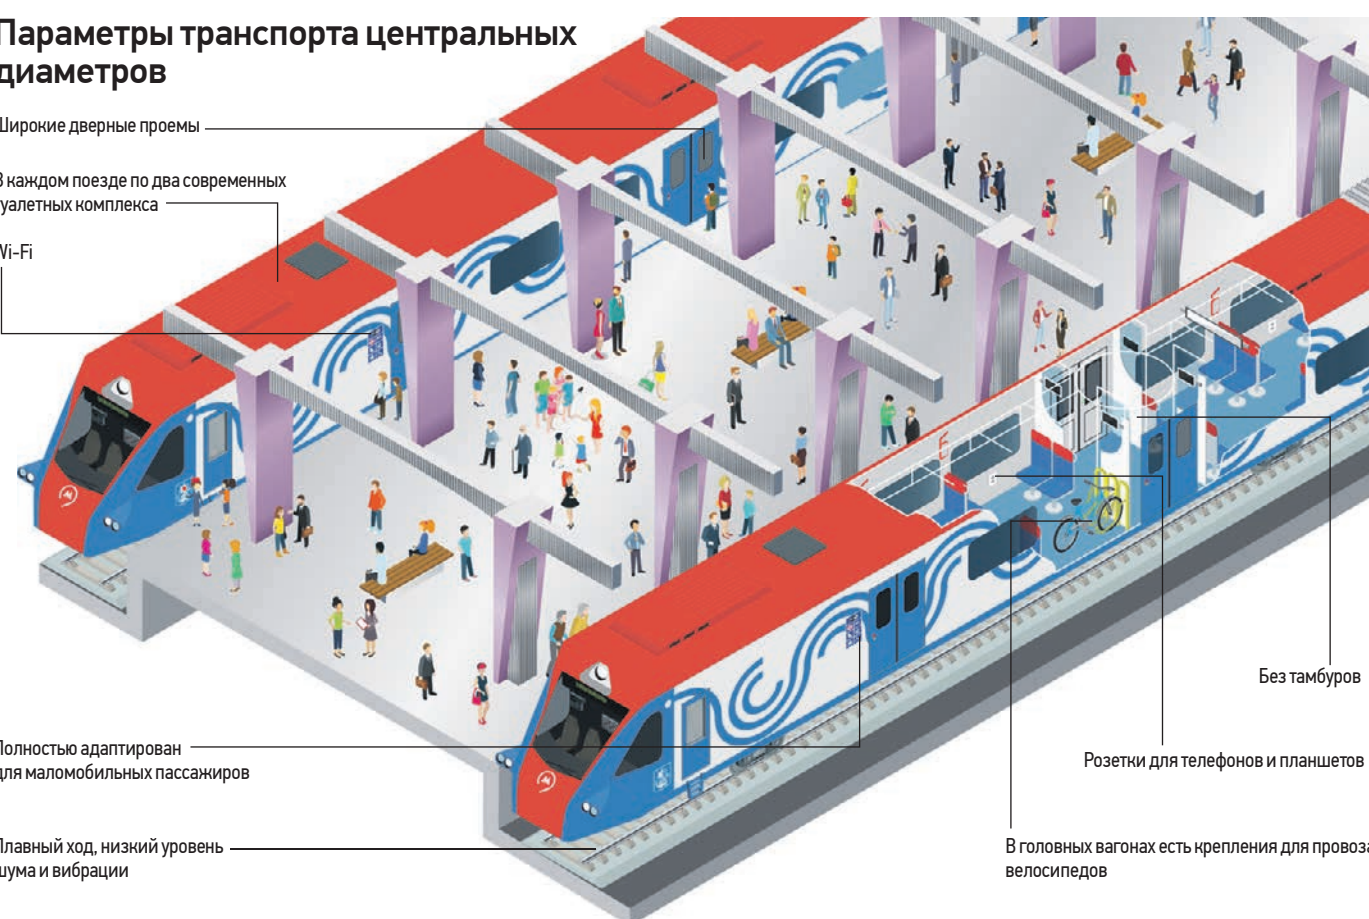 Параметры транспорта центральных
диаметров
Широкие дверные проемы
В каждом поезде по два современных
туалетных комплекса
Wi-Fi
Полностью адаптирован
для маломобильных пассажиров
Плавный ход, низкий уровень
шума и вибрации
Без тамбуров
Розетки для телефонов и планшетов
В головных вагонах есть крепления для провоза
велосипедов